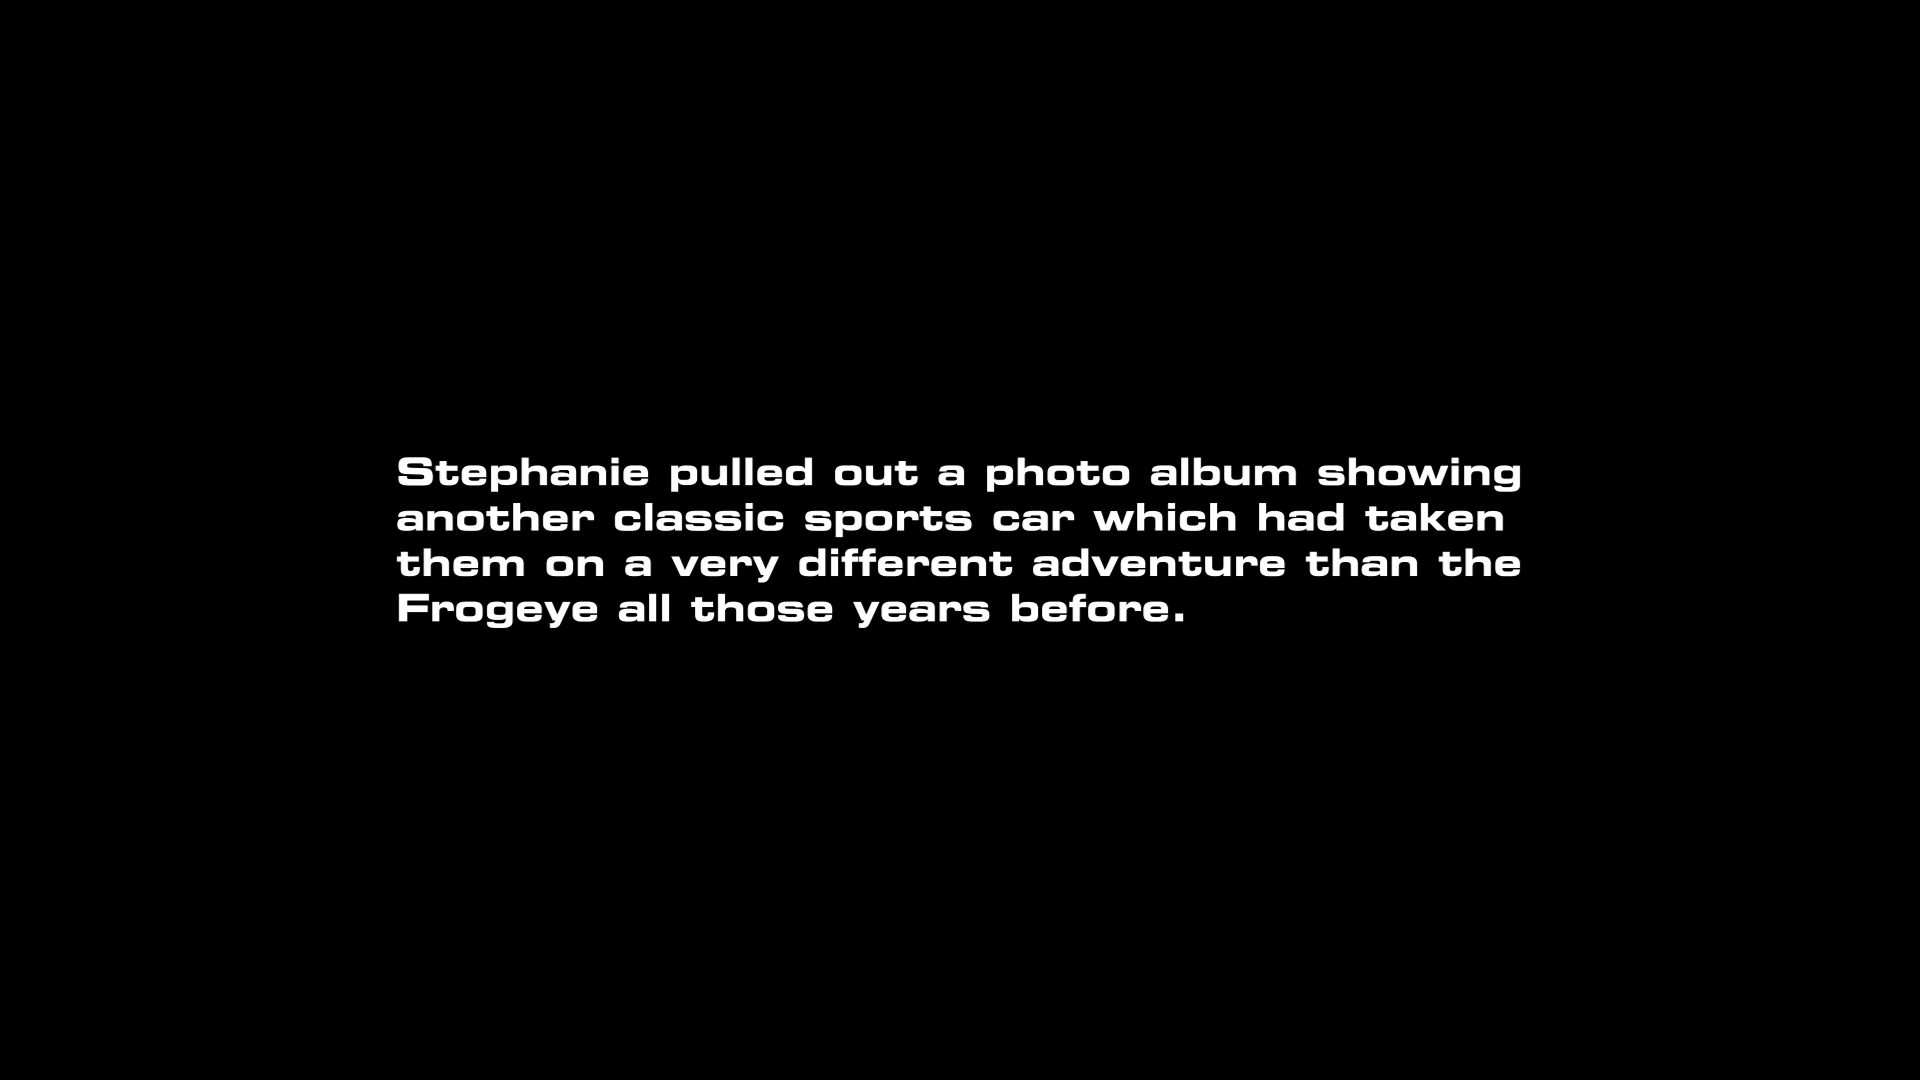 Stephanie pulled out a photo album showing
another classic sports car which had taken
them on a very different adventure than the
Frogeye all those years before.